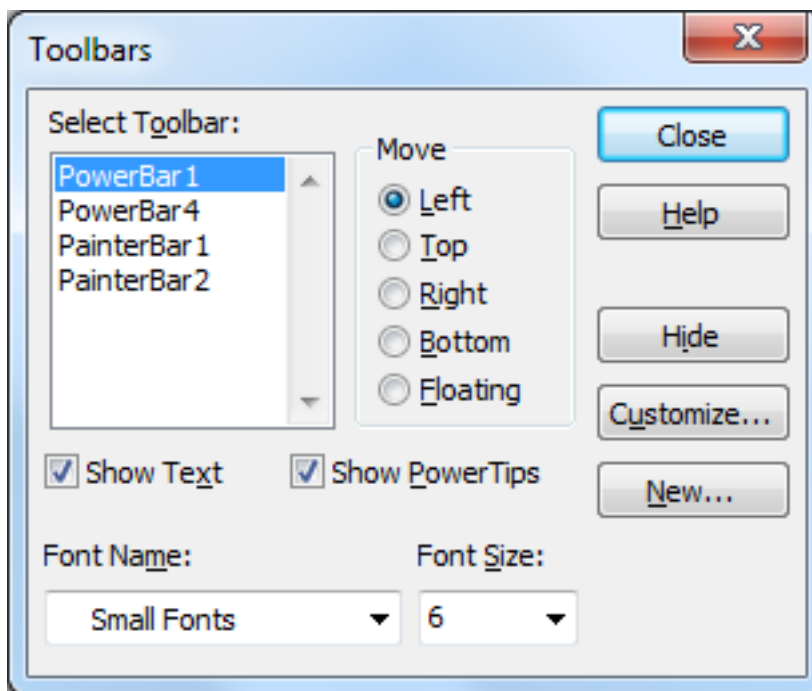 Toolbars
Select Toolbar:
PowerBar1
PowerBar4
PainterBar1
PainterBar2
Move
Left
Top
Right
Bottom
Floating
Close
Help
Hide
Customize...
New...
Show Text
Show PowerTips
Font Name:
Small Fonts
Font Size:
6